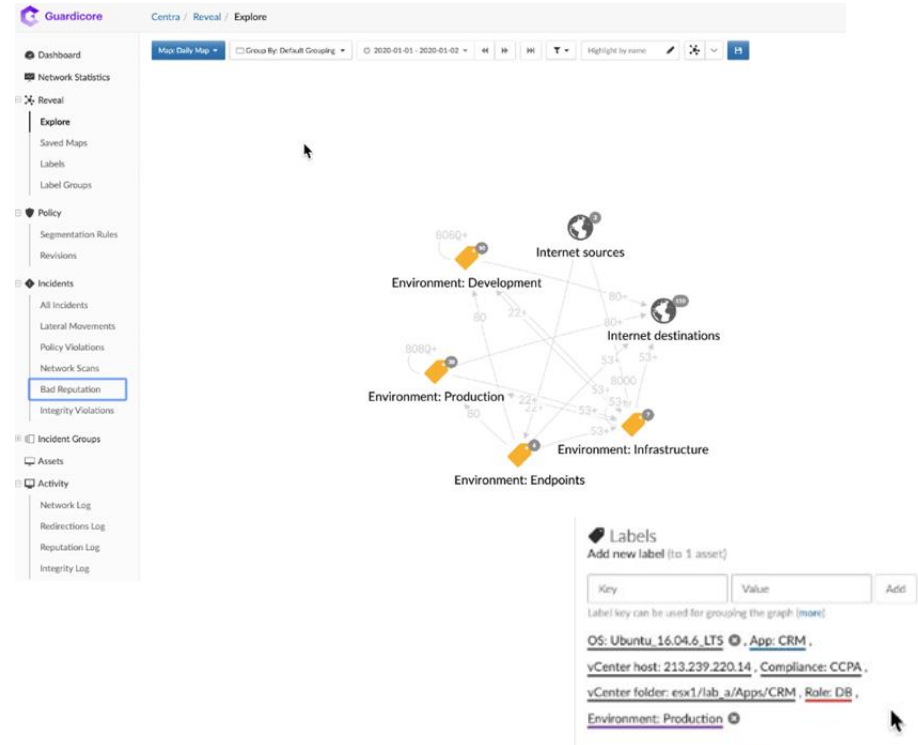 Guardicore
Centra / Reveal / Explore
Dashboard
Network Statistics
Reveal
Explore
Saved Maps
Labels
Label Groups
Policy
Segmentation Rules
Revisions
Incidents
All Incidents
Lateral Movements
Policy Violations
Network Scans
Bad Reputation
Integrity Violations
Incident Groups
Assets
Activity
Network Log
Redirections Log
Reputation Log
Integrity Log
Map: Daily Map
Group By: Default Grouping
2020-01-01 - 2020-01-02
Highlight by name
3
Internet sources
8080+
Environment: Development
80+
Internet destinations
80
22+
80+
53+
53+
8080+
Environment: Production
8000
53+
53+
22+
22+
53+
80
53+
7
Environment: Infrastructure
Environment: Endpoints
Labels
Add new label (to 1 asset)
Key
Value
Add
Label key can be used for grouping the graph (more)
OS: Ubuntu_16.04.6_LTS , App: CRM ,
vCenter host: 213.239.220.14 , Compliance: CCPA ,
vCenter folder: esx1/lab_a/Apps/CRM , Role: DB ,
Environment: Production